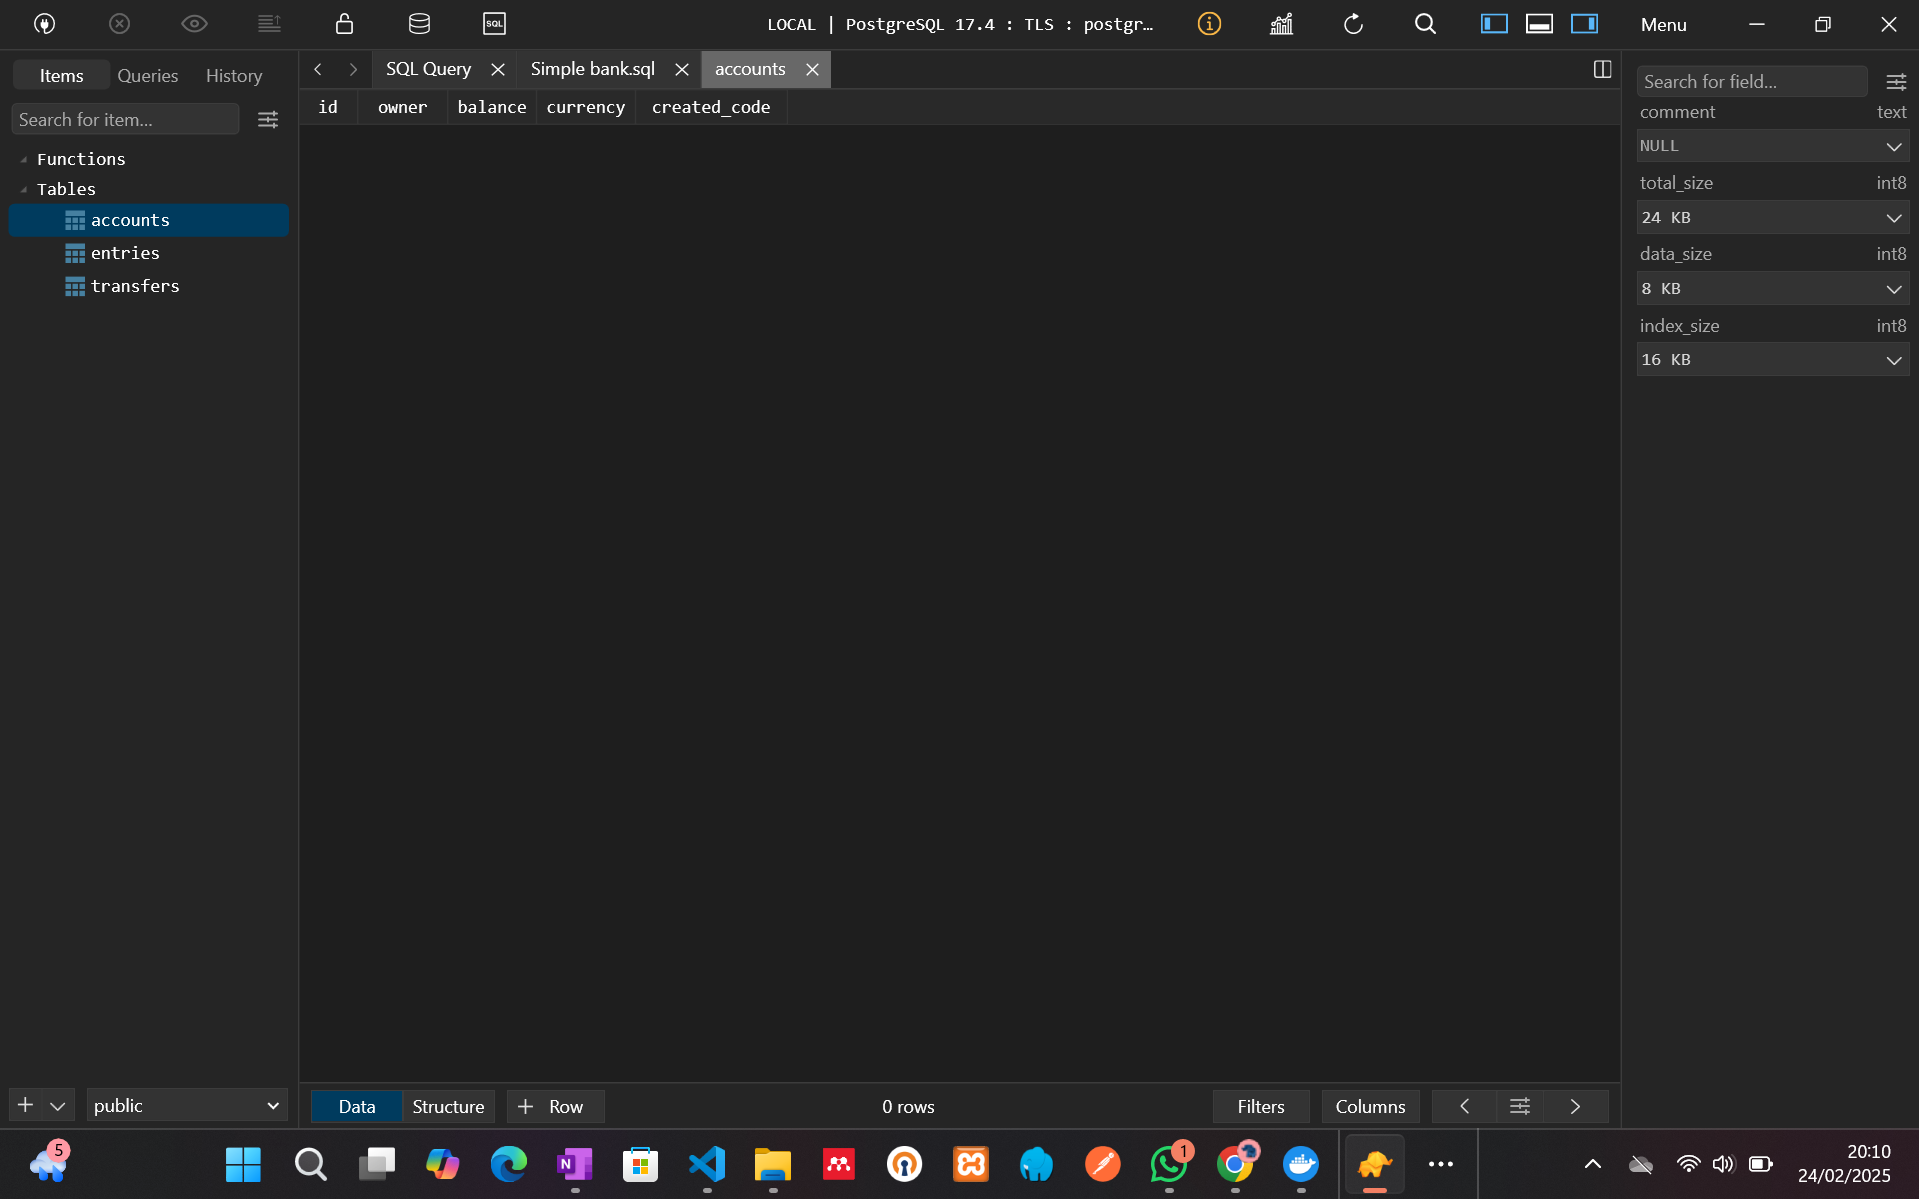 SQL
LOCAL | PostgreSQL 17.4 : TLS : postgr...
Menu
Items
Queries
History
SQL Query
Simple bank.sql
accounts
Search for item...
id
owner
balance
currency
created_code
Functions
Tables
accounts
entries
transfers
Search for field...
comment
text
NULL
total_size
int8
24 KB
data_size
int8
8 KB
index_size
int8
16 KB
public
Data
Structure
Row
0 rows
Filters
Columns
5
N
1
20:10
24/02/2025